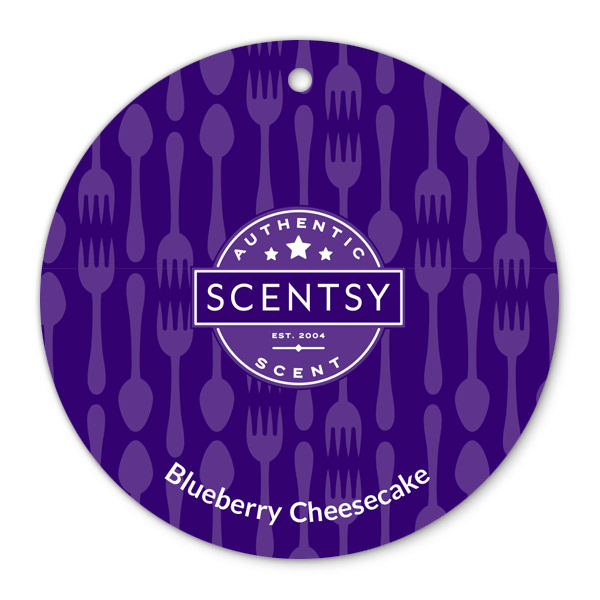 AUTHENTIC
SCENTSY
EST. 2004
SCENT
Blueberry Cheesecake